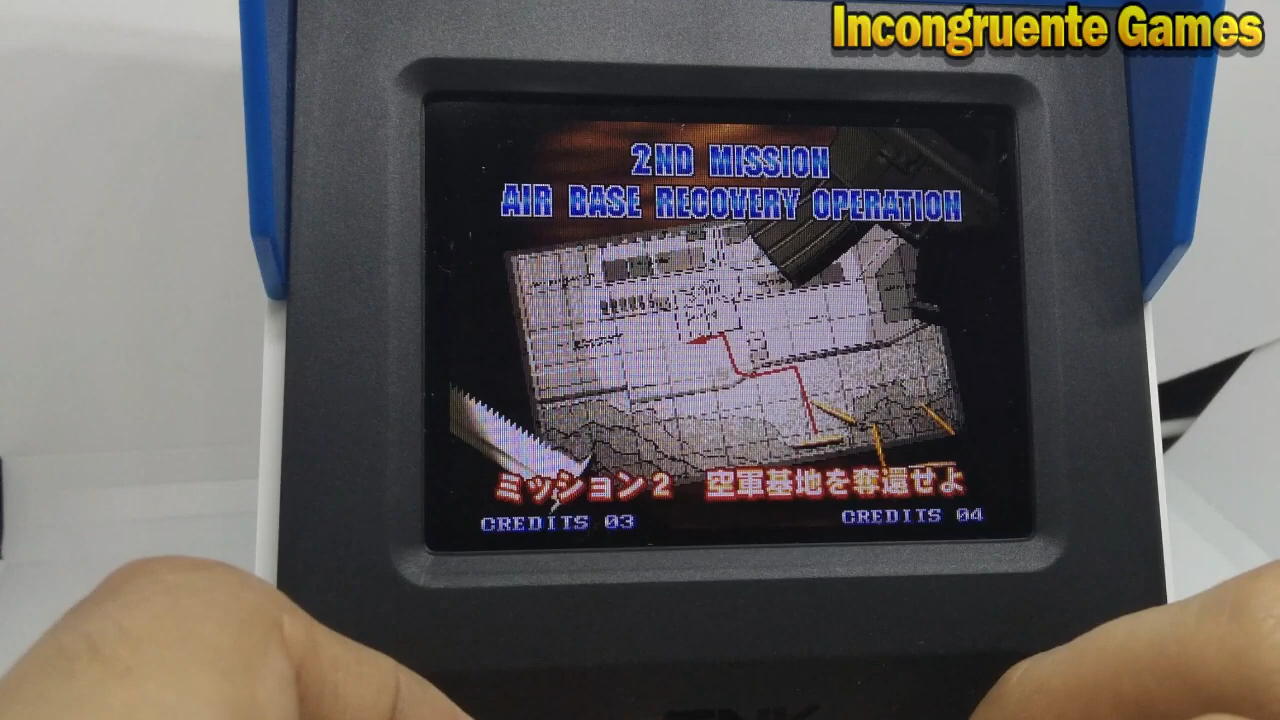 Incongruente Games
2ND MISSION
AIR BASE RECOVERY OPERATION
ミッション2 空軍基地を奪還せよ
CREDITS 03 CREDITS 04